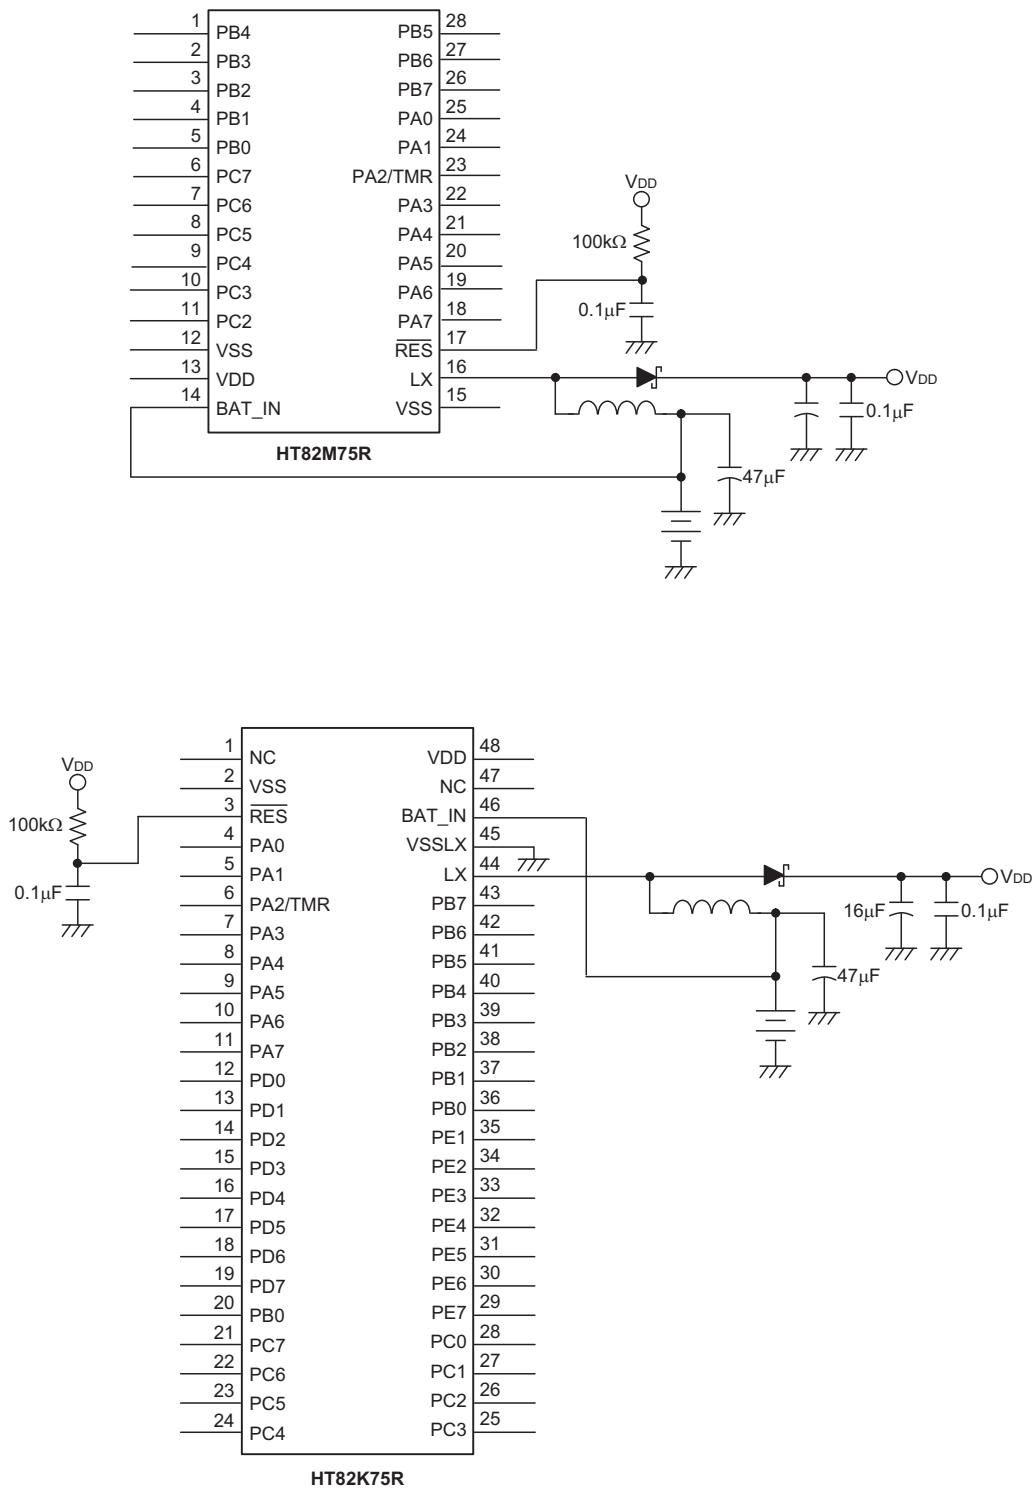 1 PB4 PB5 28
2 PB3 PB6 27
3 PB2 PB7 26
4 PB1 PA0 25
5 PB0 PA1 24
6 PC7 PA2/TMR 23
7 PC6 PA3 22
8 PC5 PA4 21
9 PC4 PA5 20
10 PC3 PA6 19
11 PC2 PA7 18
12 VSS RES 17
13 VDD LX 16
14 BAT_IN VSS 15
HT82M75R
VDD
100kΩ
0.1µF
VDD
0.1µF
47µF
1 NC VDD 48
2 VSS NC 47
3 RES BAT_IN 46
4 PA0 VSSLX 45
5 PA1 LX 44
6 PA2/TMR PB7 43
7 PA3 PB6 42
8 PA4 PB5 41
9 PA5 PB4 40
10 PA6 PB3 39
11 PA7 PB2 38
12 PD0 PB1 37
13 PD1 PB0 36
14 PD2 PE1 35
15 PD3 PE2 34
16 PD4 PE3 33
17 PD5 PE4 32
18 PD6 PE5 31
19 PD7 PE6 30
20 PB0 PE7 29
21 PC7 PC0 28
22 PC6 PC1 27
23 PC5 PC2 26
24 PC4 PC3 25
HT82K75R
VDD
100kΩ
0.1µF
VDD
16µF
0.1µF
47µF